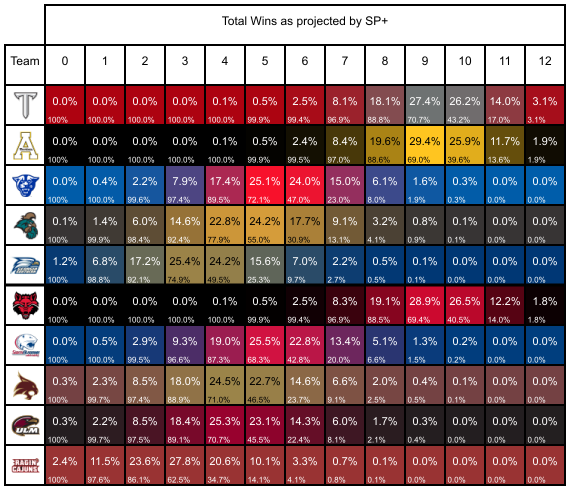 Total Wins as projected by SP+
Team 0 1 2 3 4 5 6 7 8 9 10 11 12
T 0.0% 0.0% 0.0% 0.0% 0.1% 0.5% 2.5% 8.1% 18.1% 27.4% 26.2% 14.0% 3.1%
100% 100.0% 100.0% 100.0% 100.0% 99.9% 99.4% 96.9% 88.8% 70.7% 43.2% 17.0% 3.1%
A 0.0% 0.0% 0.0% 0.0% 0.1% 0.5% 2.4% 8.4% 19.6% 29.4% 25.9% 11.7% 1.9%
100% 100.0% 100.0% 100.0% 100.0% 99.9% 99.5% 97.0% 88.6% 69.0% 39.6% 13.6% 1.9%
0.0% 0.4% 2.2% 7.9% 17.4% 25.1% 24.0% 15.0% 6.1% 1.6% 0.3% 0.0% 0.0%
100% 100.0% 99.6% 97.4% 89.5% 72.1% 47.0% 23.0% 8.0% 1.9% 0.3% 0.0% 0.0%
0.1% 1.4% 6.0% 14.6% 22.8% 24.2% 17.7% 9.1% 3.2% 0.8% 0.1% 0.0% 0.0%
100% 99.9% 98.4% 92.4% 77.9% 55.0% 30.9% 13.1% 4.1% 0.9% 0.1% 0.0% 0.0%
1.2% 6.8% 17.2% 25.4% 24.2% 15.6% 7.0% 2.2% 0.5% 0.1% 0.0% 0.0% 0.0%
100% 98.8% 92.1% 74.9% 49.5% 25.3% 9.7% 2.7% 0.5% 0.1% 0.0% 0.0% 0.0%
0.0% 0.0% 0.0% 0.0% 0.1% 0.5% 2.5% 8.3% 19.1% 28.9% 26.5% 12.2% 1.8%
100% 100.0% 100.0% 100.0% 100.0% 99.9% 99.4% 96.9% 88.5% 69.4% 40.5% 14.0% 1.8%
0.0% 0.5% 2.9% 9.3% 19.0% 25.5% 22.8% 13.4% 5.1% 1.3% 0.2% 0.0% 0.0%
100% 100.0% 99.5% 96.6% 87.3% 68.3% 42.8% 20.0% 6.6% 1.5% 0.2% 0.0% 0.0%
0.3% 2.3% 8.5% 18.0% 24.5% 22.7% 14.6% 6.6% 2.0% 0.4% 0.1% 0.0% 0.0%
100% 99.7% 97.4% 88.9% 71.0% 46.5% 23.7% 9.1% 2.5% 0.5% 0.1% 0.0% 0.0%
ULM 0.3% 2.2% 8.5% 18.4% 25.3% 23.1% 14.3% 6.0% 1.7% 0.3% 0.0% 0.0% 0.0%
100% 99.7% 97.5% 89.1% 70.7% 45.5% 22.4% 8.1% 2.1% 0.4% 0.0% 0.0% 0.0%
RAGIN CAJUNS 2.4% 11.5% 23.6% 27.8% 20.6% 10.1% 3.3% 0.7% 0.1% 0.0% 0.0% 0.0% 0.0%
100% 97.6% 86.1% 62.5% 34.7% 14.1% 4.1% 0.8% 0.1% 0.0% 0.0% 0.0% 0.0%